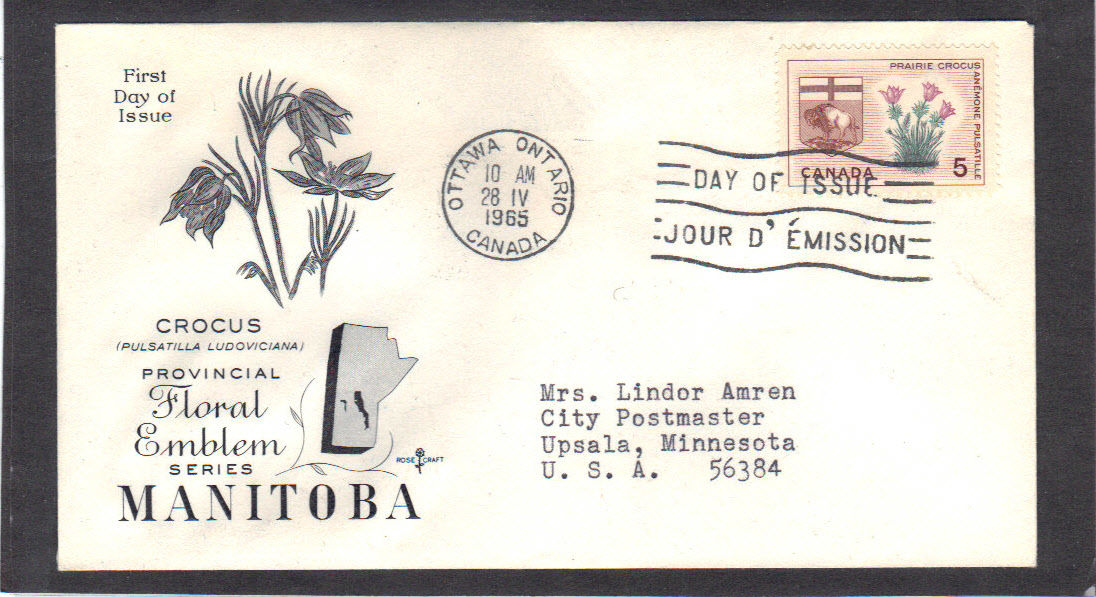 First
Day of
Issue
CROCUS
(PULSATILLA LUDOVICIANA)
PROVINCIAL
Floral
Emblem
SERIES
MANITOBA
ROSE CRAFT
OTTAWA ONTARIO
10 AM
28 IV
1965
CANADA
PRAIRIE CROCUS
ANÉMONE PULSATILLE
CANADA 5
DAY OF ISSUE
JOUR D' ÉMISSION
Mrs. Lindor Amren
City Postmaster
Upsala, Minnesota
U. S. A. 56384